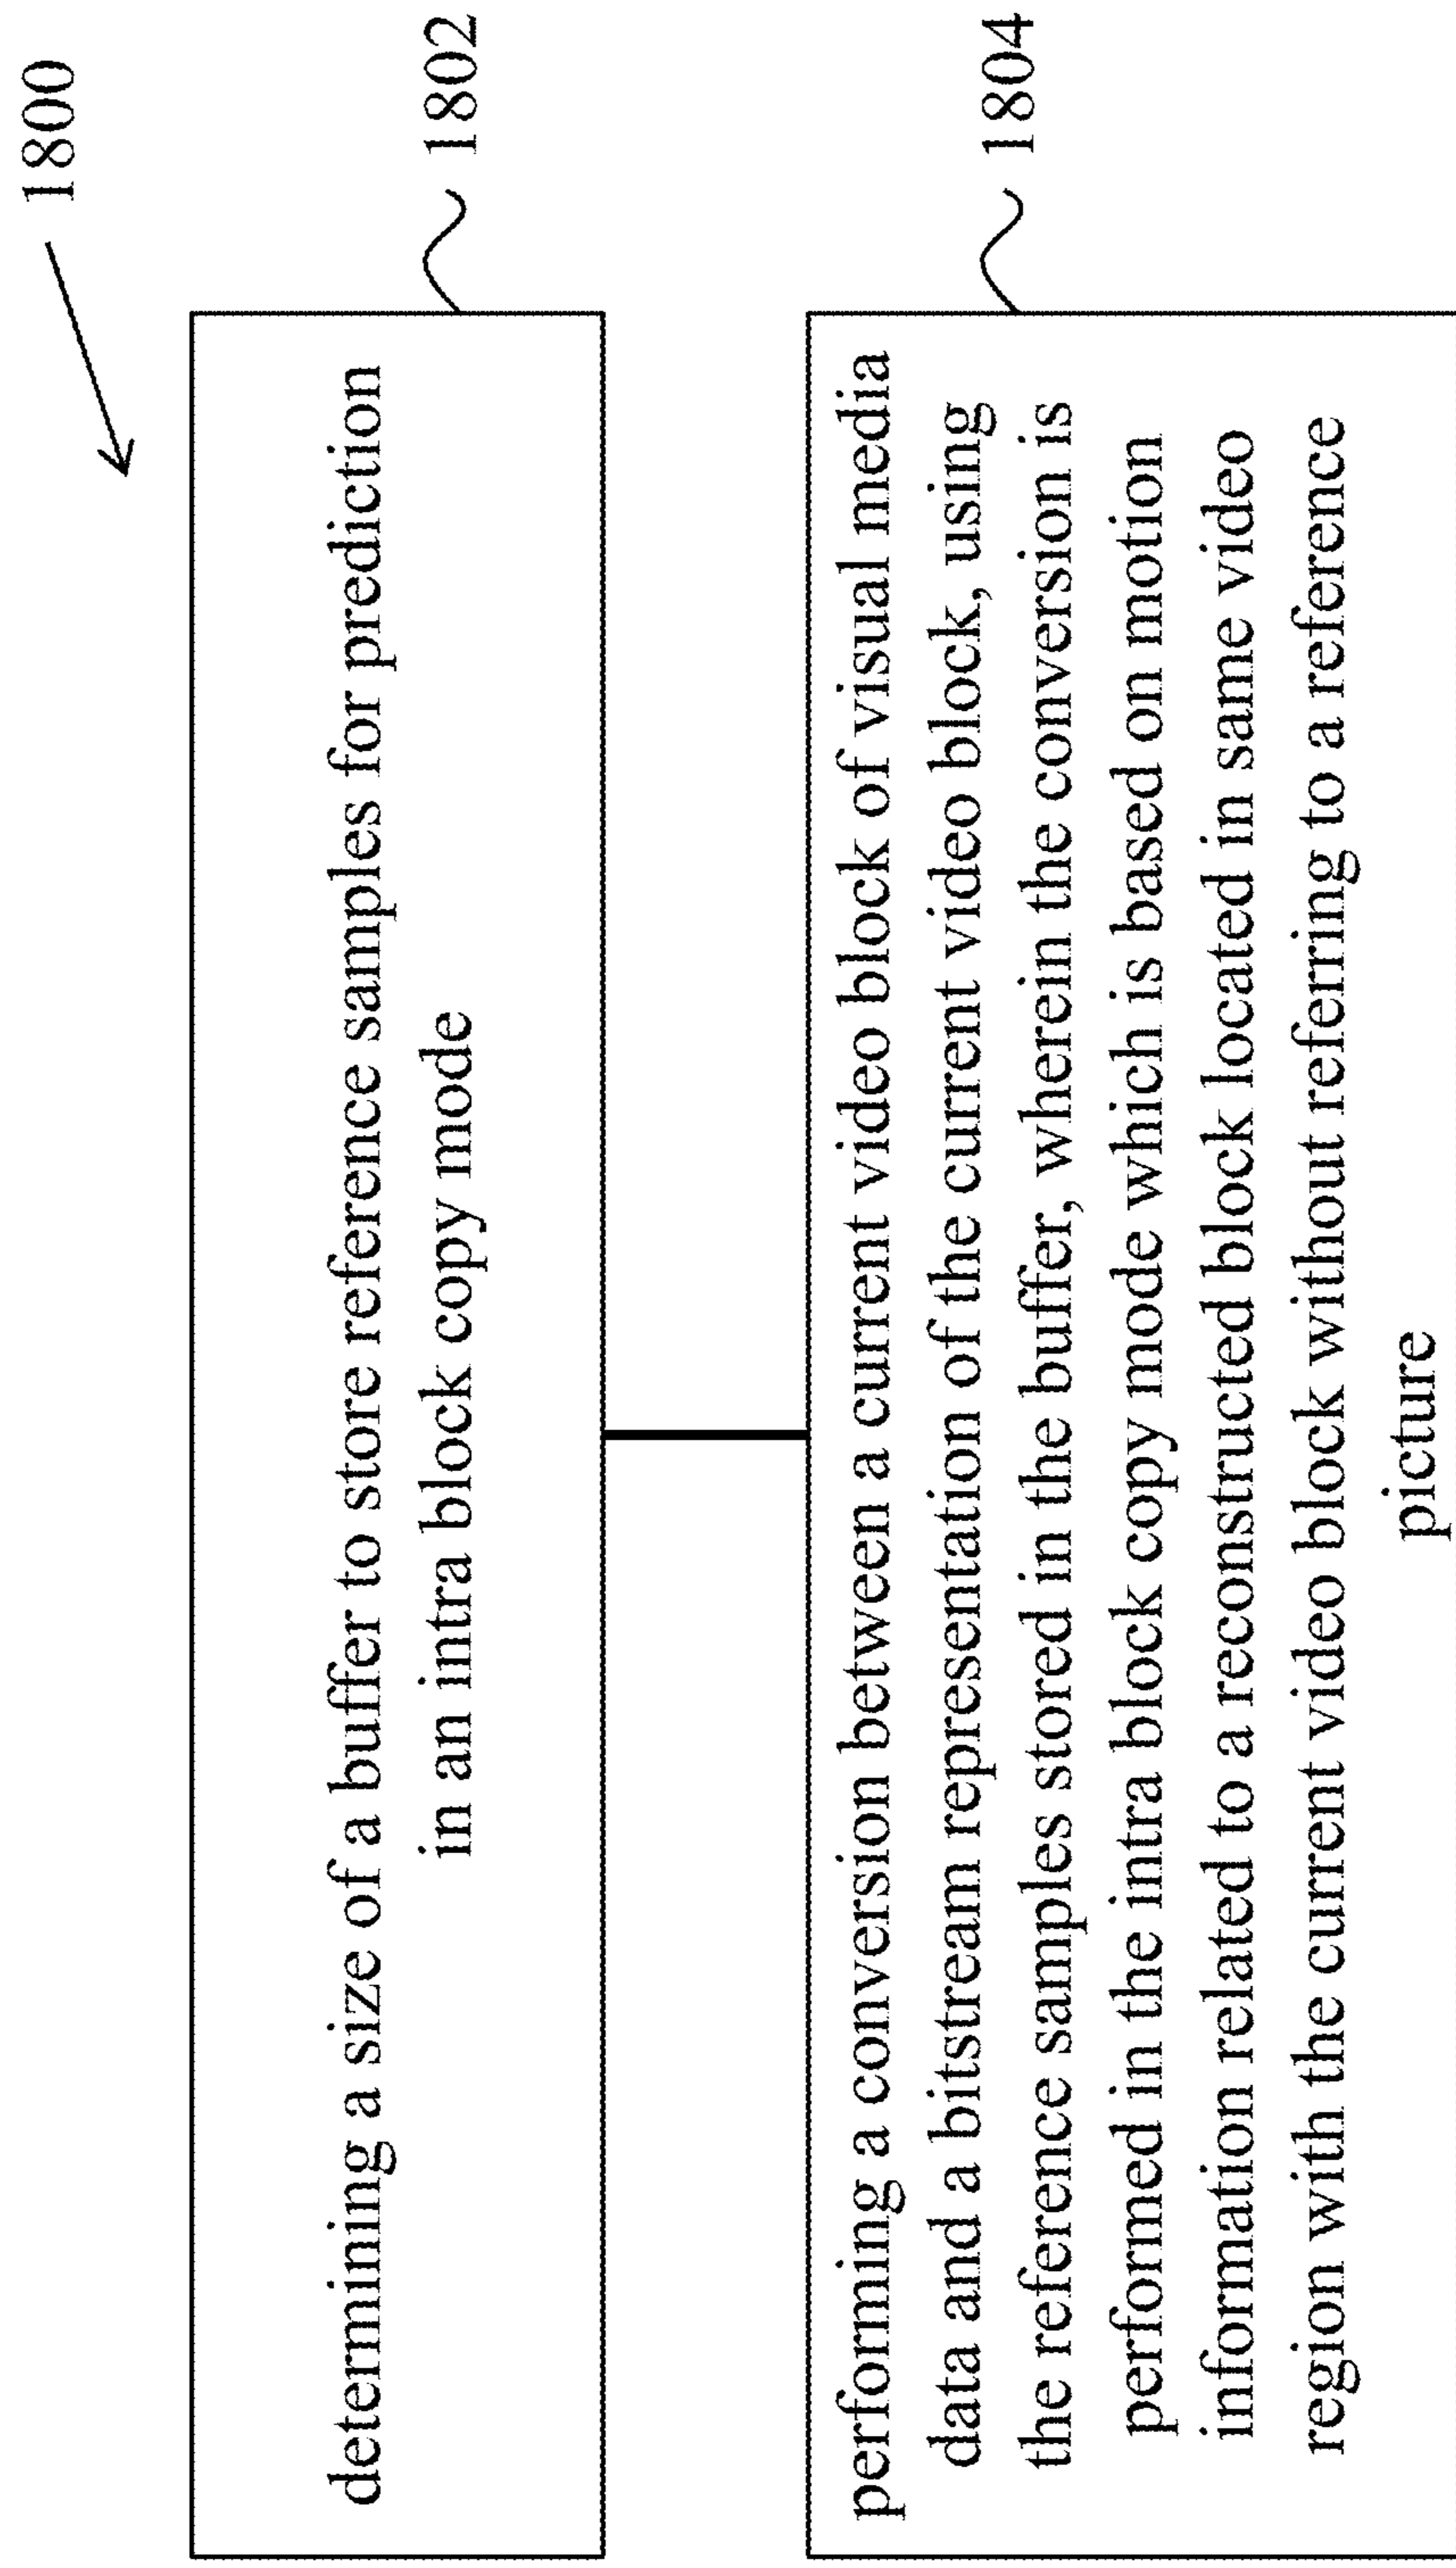 1800
determining a size of a buffer to store reference samples for prediction
in an intra block copy mode
1802
performing a conversion between a current video block of visual media
data and a bitstream representation of the current video block, using
the reference samples stored in the buffer, wherein the conversion is
performed in the intra block copy mode which is based on motion
information related to a reconstructed block located in same video
region with the current video block without referring to a reference
picture
1804